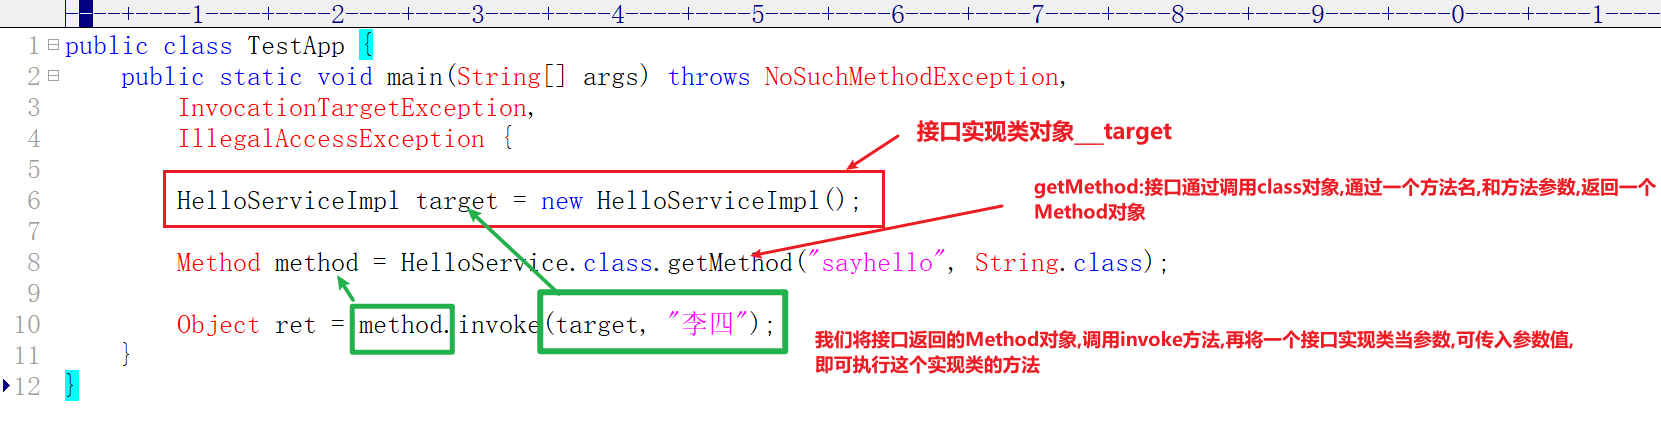 ----+----1----+----2----+----3----+----4----+----5----+----6----+----7----+----8----+----9----+----0----+----1----
1 public class TestApp {
2 public static void main(String[] args) throws NoSuchMethodException,
3 InvocationTargetException,
4 IllegalAccessException {
接口实现类对象___target
5
getMethod:接口通过调用class对象,通过一个方法名,和方法参数,返回一个
Method对象
6 HelloServiceImpl target = new HelloServiceImpl();
7
8 Method method = HelloService.class.getMethod("sayhello", String.class);
9
10 Object ret = method.invoke(target, "李四");
我们将接口返回的Method对象,调用invoke方法,再将一个接口实现类当参数,可传入参数值,
即可执行这个实现类的方法
11 }
12 }